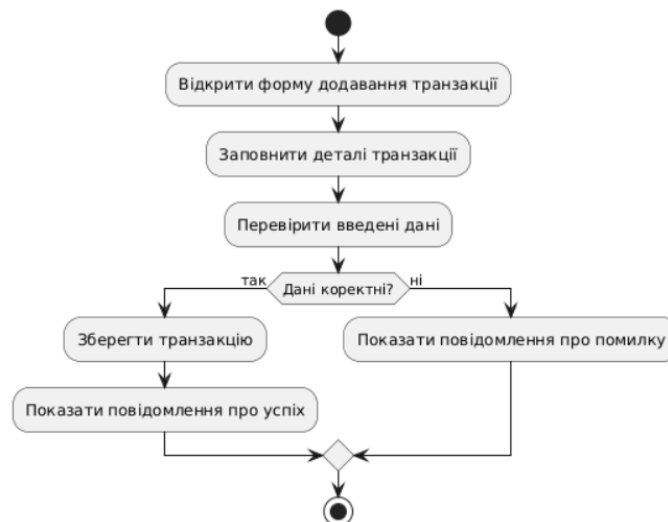 Відкрити форму додавання транзакції
Заповнити деталі транзакції
Перевірити введені дані
так
Дані коректні?
ні
Зберегти транзакцію
Показати повідомлення про помилку
Показати повідомлення про успіх